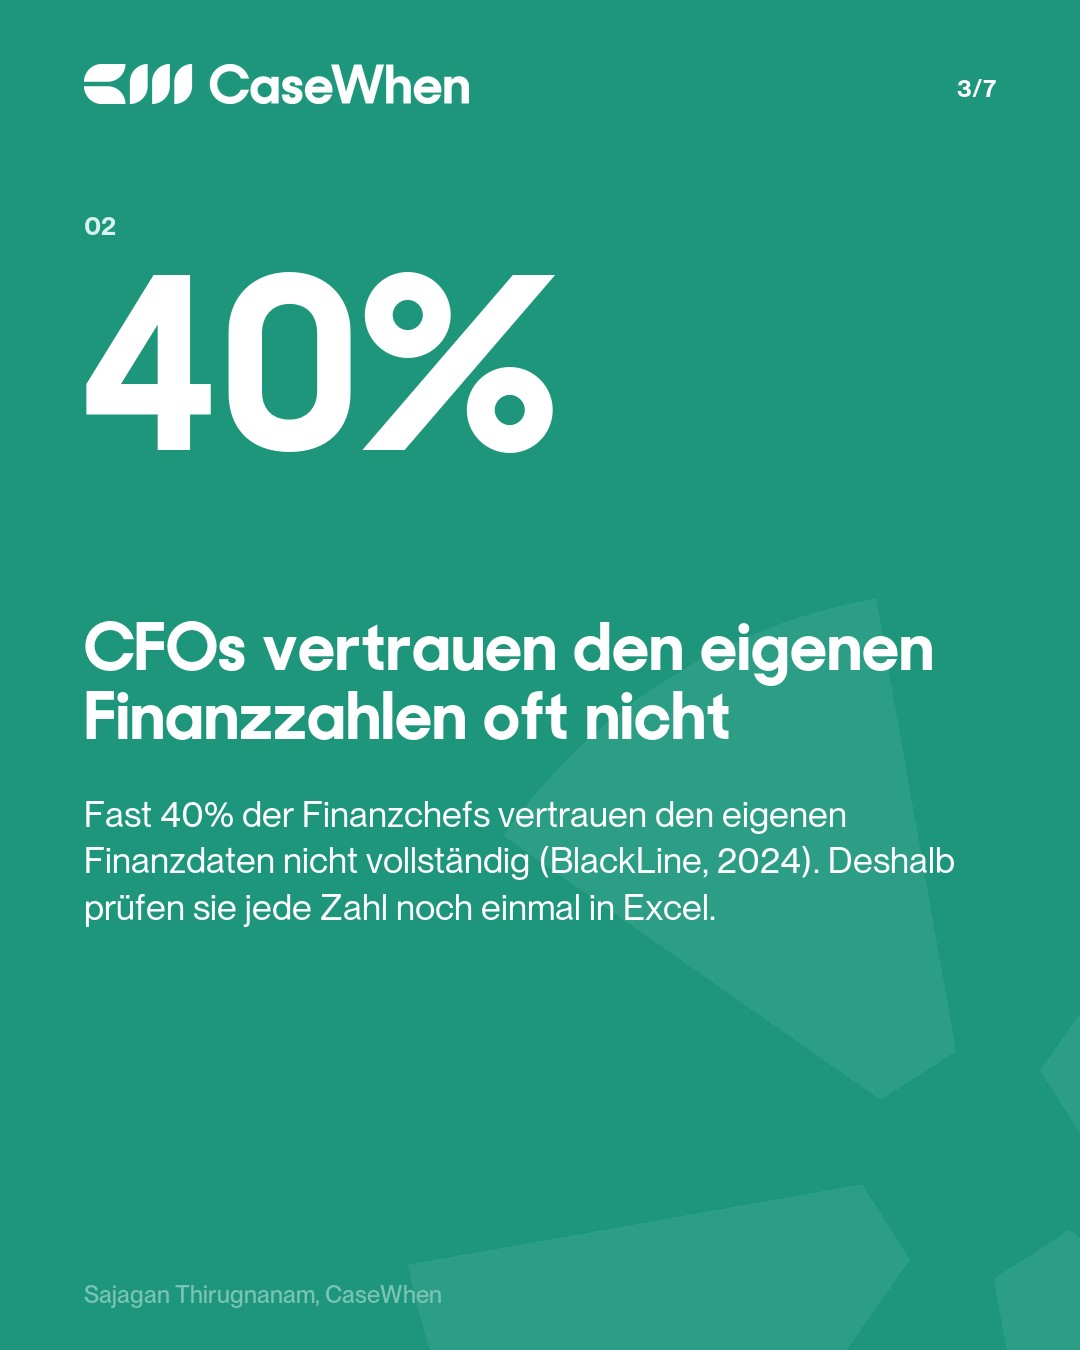 CaseWhen
3/7
02
40%
CFOs vertrauen den eigenen
Finanzzahlen oft nicht
Fast 40% der Finanzchefs vertrauen den eigenen
Finanzdaten nicht vollständig (BlackLine, 2024). Deshalb
prüfen sie jede Zahl noch einmal in Excel.
Sajagan Thirugnanam, CaseWhen